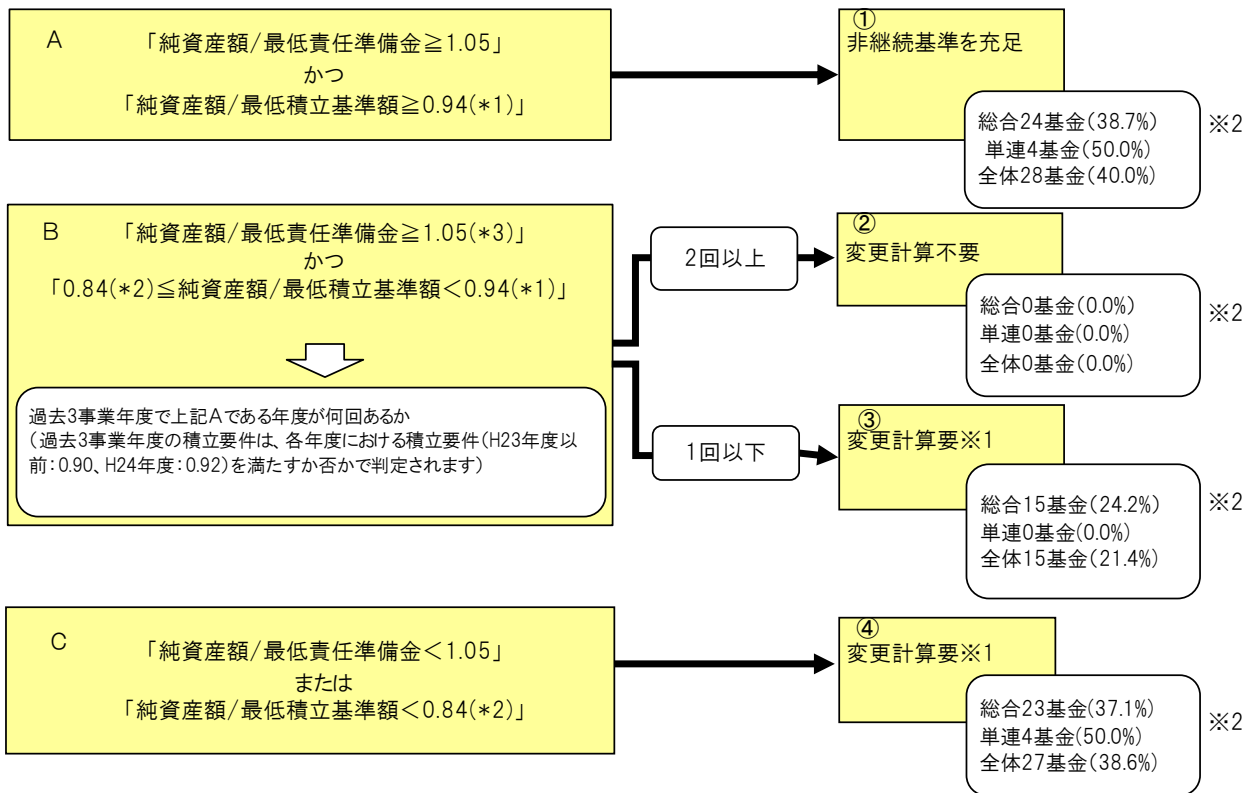 A
「純資産額/最低責任準備金≧1.05」
かつ
「純資産額/最低積立基準額≧0.94(*1)」
①
非継続基準を充足
総合24基金(38.7%)
単連4基金(50.0%)
全体28基金(40.0%)
※2
B
「純資産額/最低責任準備金≧1.05(*3)」
かつ
「0.84(*2)≦純資産額/最低積立基準額<0.94(*1)」
過去3事業年度で上記Aである年度が何回あるか
(過去3事業年度の積立要件は、各年度における積立要件(H23年度以
前:0.90、H24年度:0.92)を満たすか否かで判定されます)
2回以上
②
変更計算不要
総合0基金(0.0%)
単連0基金(0.0%)
全体0基金(0.0%)
※2
1回以下
③
変更計算要※1
総合15基金(24.2%)
単連0基金(0.0%)
全体15基金(21.4%)
※2
C
「純資産額/最低責任準備金<1.05」
または
「純資産額/最低積立基準額<0.84(*2)」
④
変更計算要※1
総合23基金(37.1%)
単連4基金(50.0%)
全体27基金(38.6%)
※2